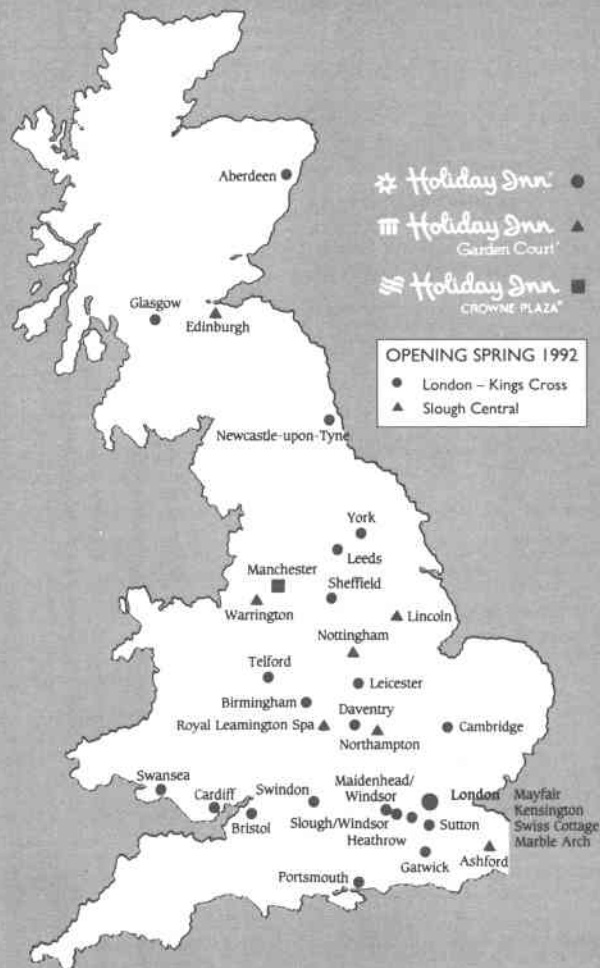 Aberdeen
Holiday Inn®
Holiday Inn
Garden Court
Holiday Inn
CROWNE PLAZA®
Glasgow
Edinburgh
OPENING SPRING 1992
London – Kings Cross
Slough Central
Newcastle-upon-Tyne
York
Leeds
Manchester
Sheffield
Warrington
Lincoln
Nottingham
Telford
Leicester
Birmingham
Daventry
Royal Leamington Spa
Cambridge
Northampton
Swansea
Cardiff
Swindon
Bristol
Maidenhead/
Windsor
London
Mayfair
Kensington
Swiss Cottage
Marble Arch
Slough/Windsor
Sutton
Heathrow
Gatwick
Ashford
Portsmouth